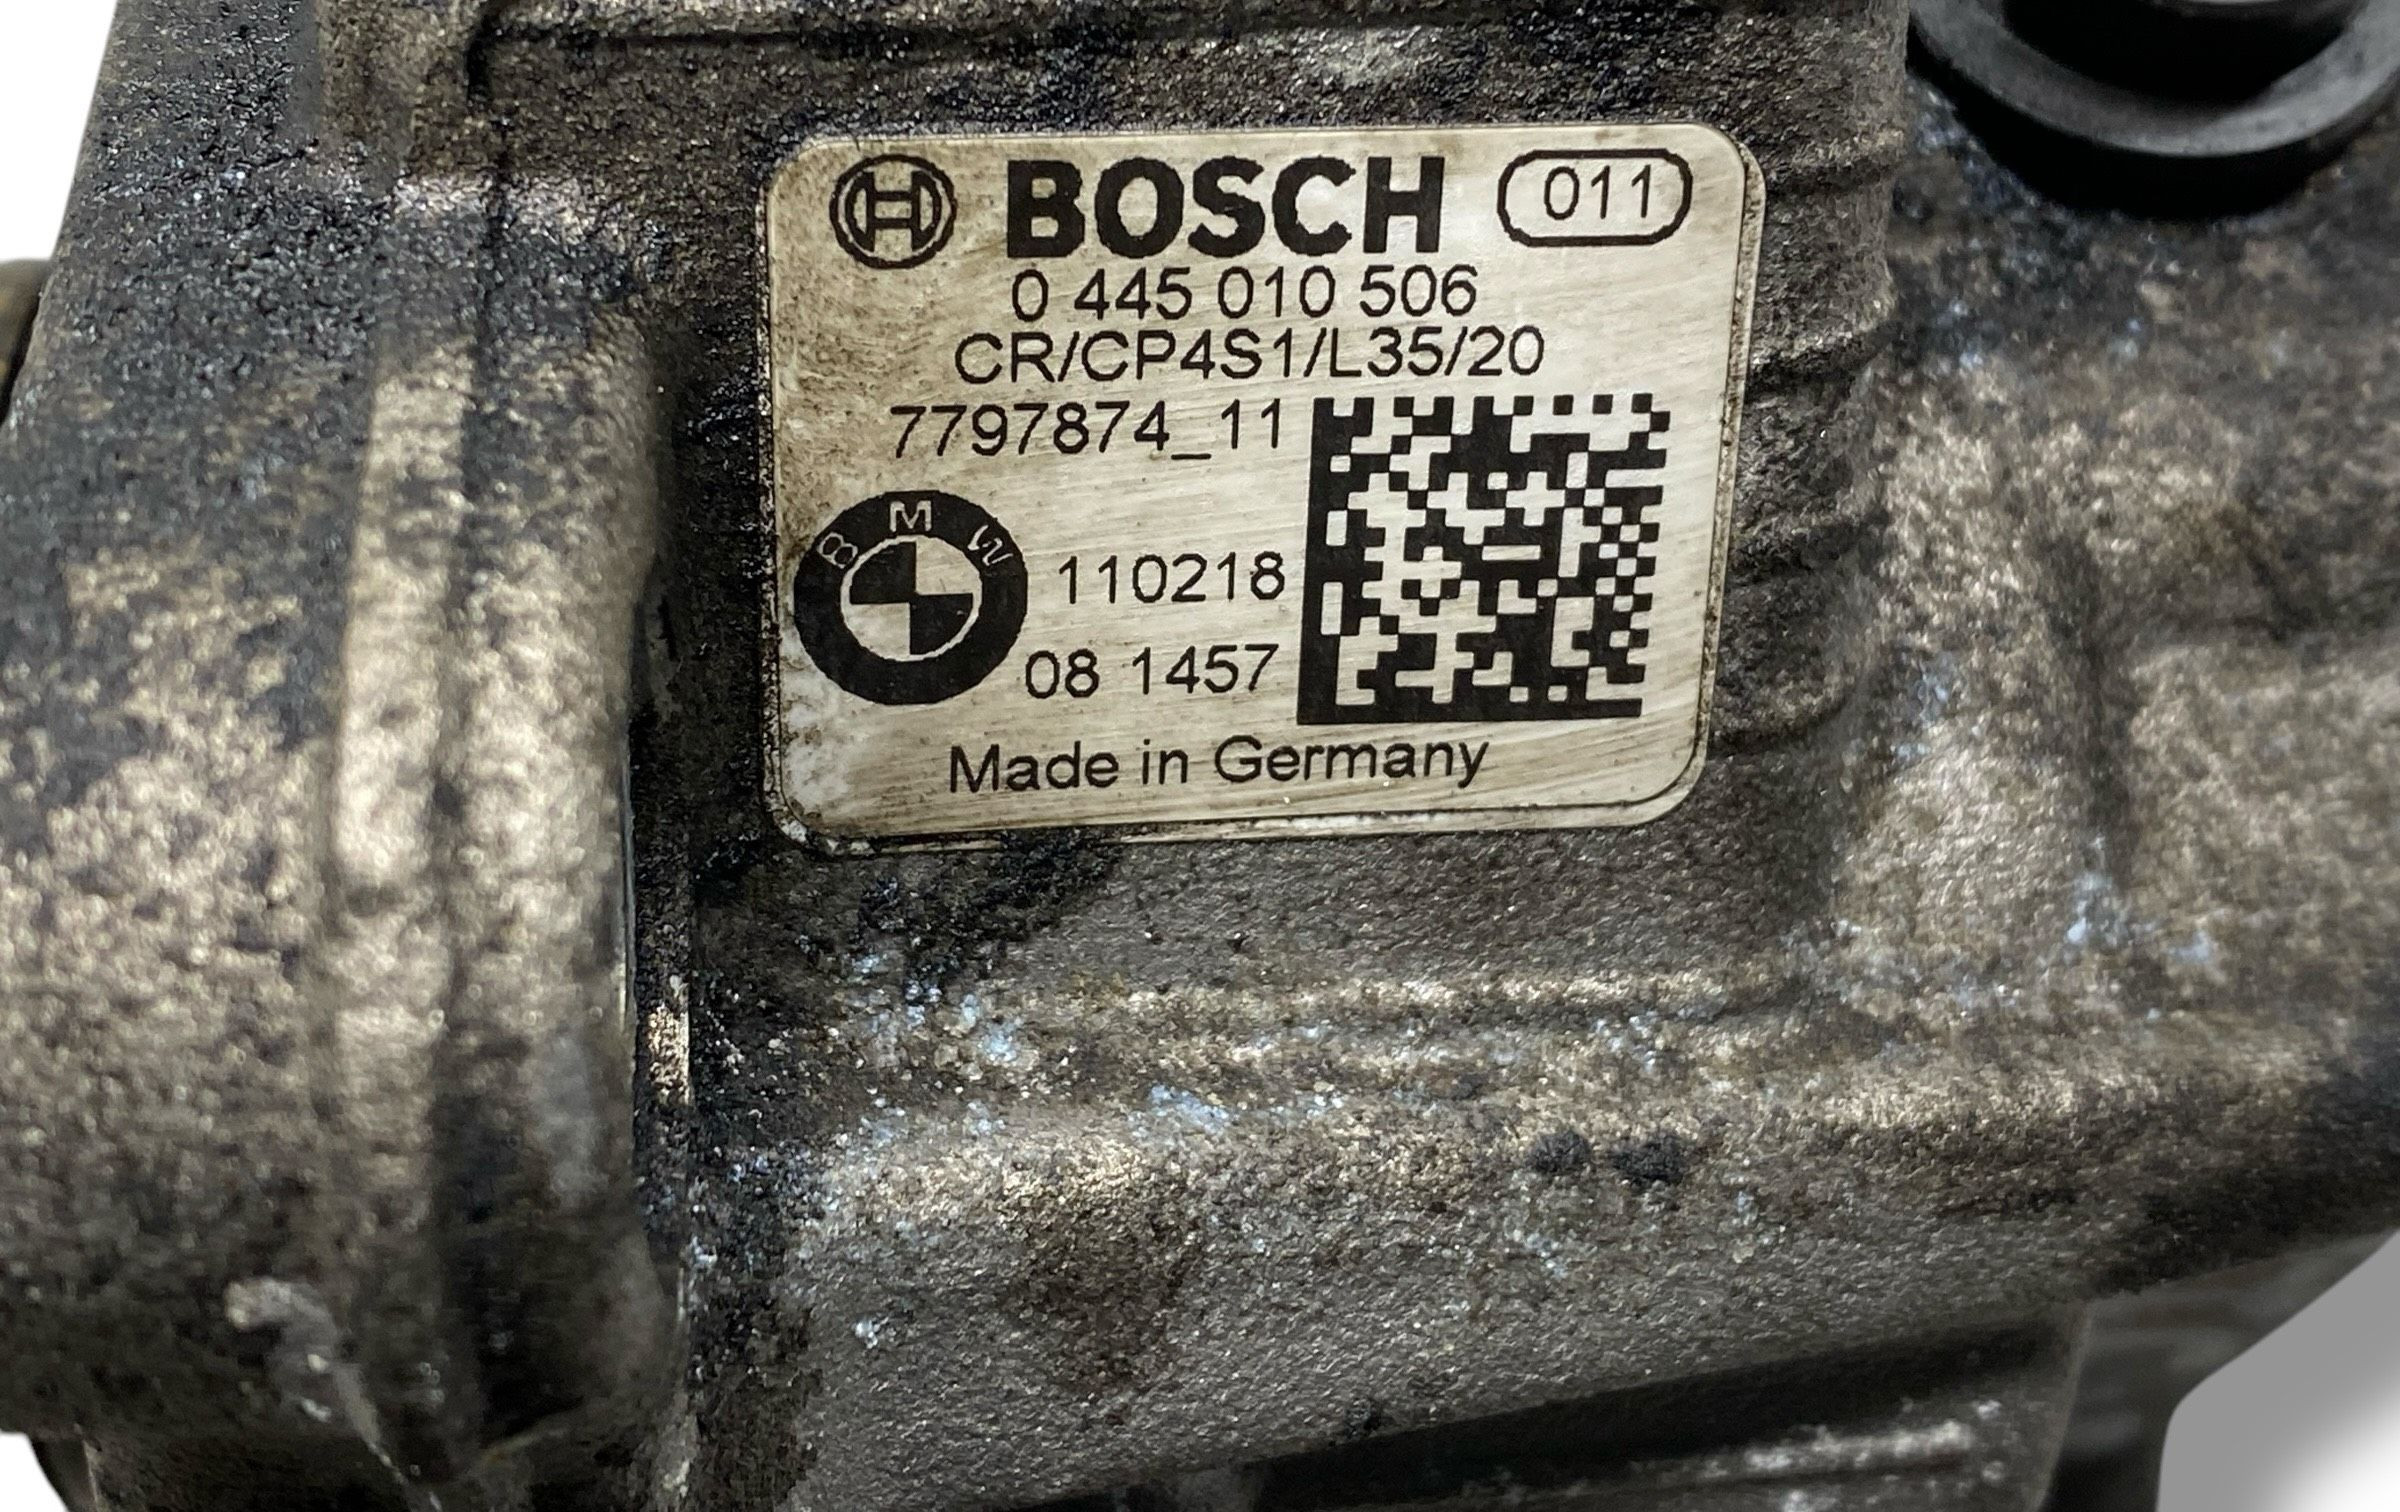 BOSCH 011
0 445 010 506
CR/CP4S1/L35/20
7797874_11
BMW
110218
08 1457
Made in Germany